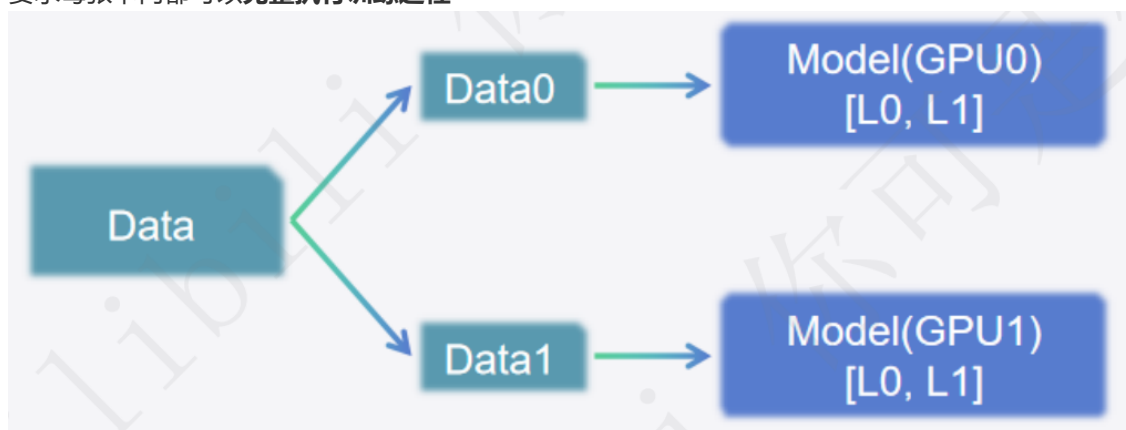 Data
Data0
Model(GPU0)
[L0, L1]
Data1
Model(GPU1)
[L0, L1]